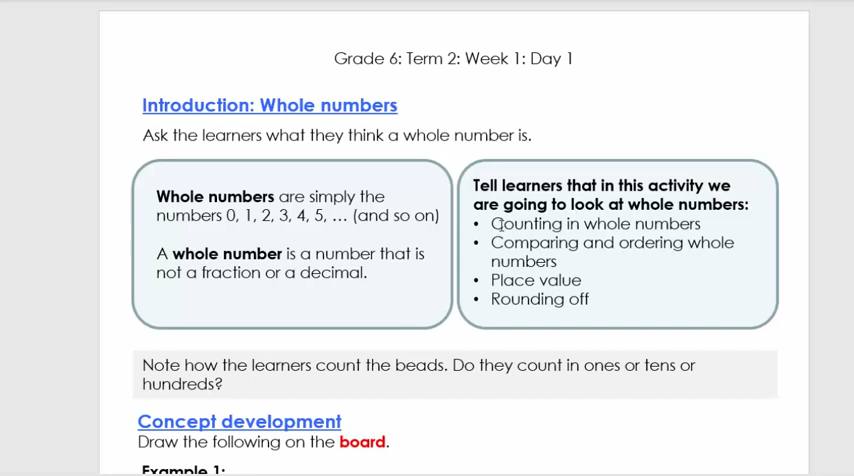 Grade 6: Term 2: Week 1: Day 1
Introduction: Whole numbers
Ask the learners what they think a whole number is.
Whole numbers are simply the
numbers 0, 1, 2, 3, 4, 5, … (and so on)
A whole number is a number that is
not a fraction or a decimal.
Tell learners that in this activity we
are going to look at whole numbers:
• Counting in whole numbers
• Comparing and ordering whole
numbers
• Place value
• Rounding off
Note how the learners count the beads. Do they count in ones or tens or
hundreds?
Concept development
Draw the following on the board.
Example 1: